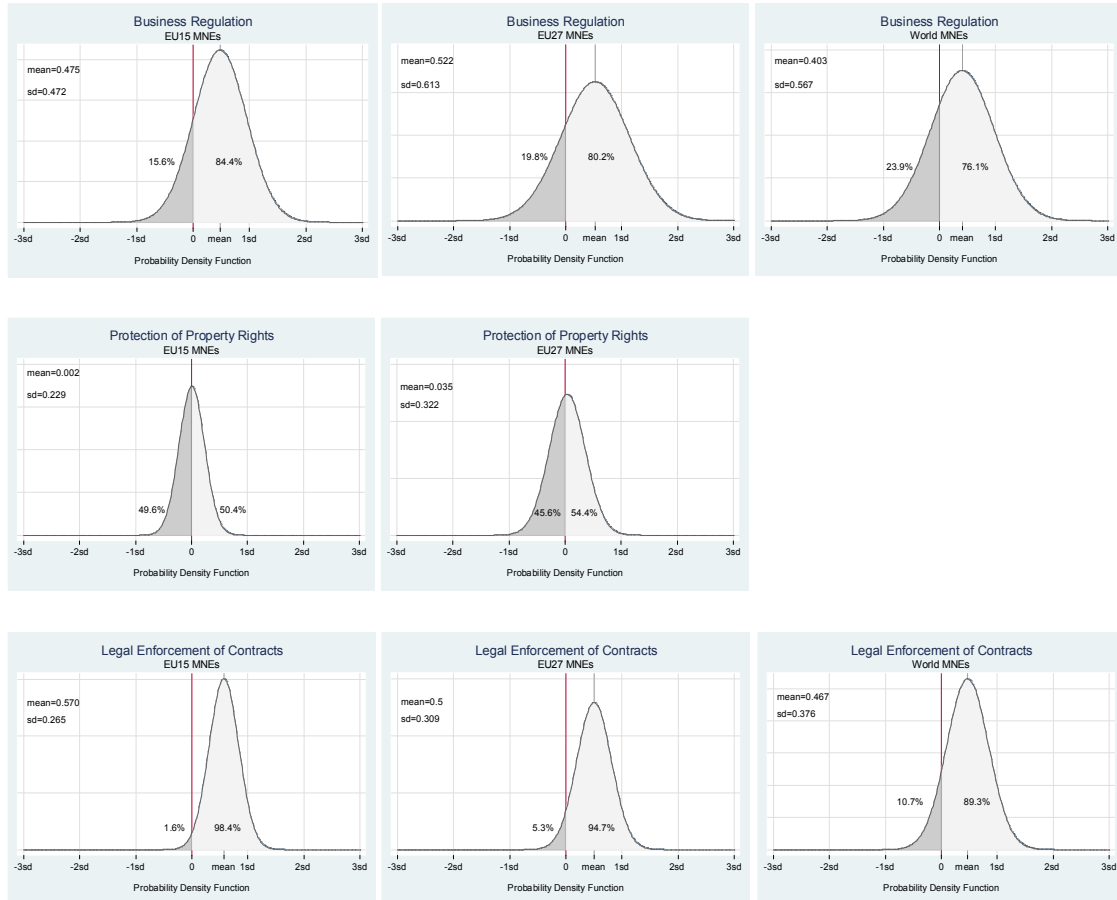 Business Regulation
EU15 MNEs
mean=0.475
sd=0.472
15.6%
84.4%
-3sd -2sd -1sd 0 mean 1sd 2sd 3sd
Probability Density Function
Business Regulation
EU27 MNEs
mean=0.522
sd=0.613
19.8%
80.2%
-3sd -2sd -1sd 0 mean 1sd 2sd 3sd
Probability Density Function
Business Regulation
World MNEs
mean=0.403
sd=0.567
23.9%
76.1%
-3sd -2sd -1sd 0 mean 1sd 2sd 3sd
Probability Density Function
Protection of Property Rights
EU15 MNEs
mean=0.002
sd=0.229
49.6%
50.4%
-3sd -2sd -1sd 0 1sd 2sd 3sd
Probability Density Function
Protection of Property Rights
EU27 MNEs
mean=0.035
sd=0.322
45.6%
54.4%
-3sd -2sd -1sd 0 1sd 2sd 3sd
Probability Density Function
Legal Enforcement of Contracts
EU15 MNEs
mean=0.570
sd=0.265
1.6%
98.4%
-3sd -2sd -1sd 0 mean 1sd 2sd 3sd
Probability Density Function
Legal Enforcement of Contracts
EU27 MNEs
mean=0.5
sd=0.309
5.3%
94.7%
-3sd -2sd -1sd 0 mean 1sd 2sd 3sd
Probability Density Function
Legal Enforcement of Contracts
World MNEs
mean=0.467
sd=0.376
10.7%
89.3%
-3sd -2sd -1sd 0 mean 1sd 2sd 3sd
Probability Density Function